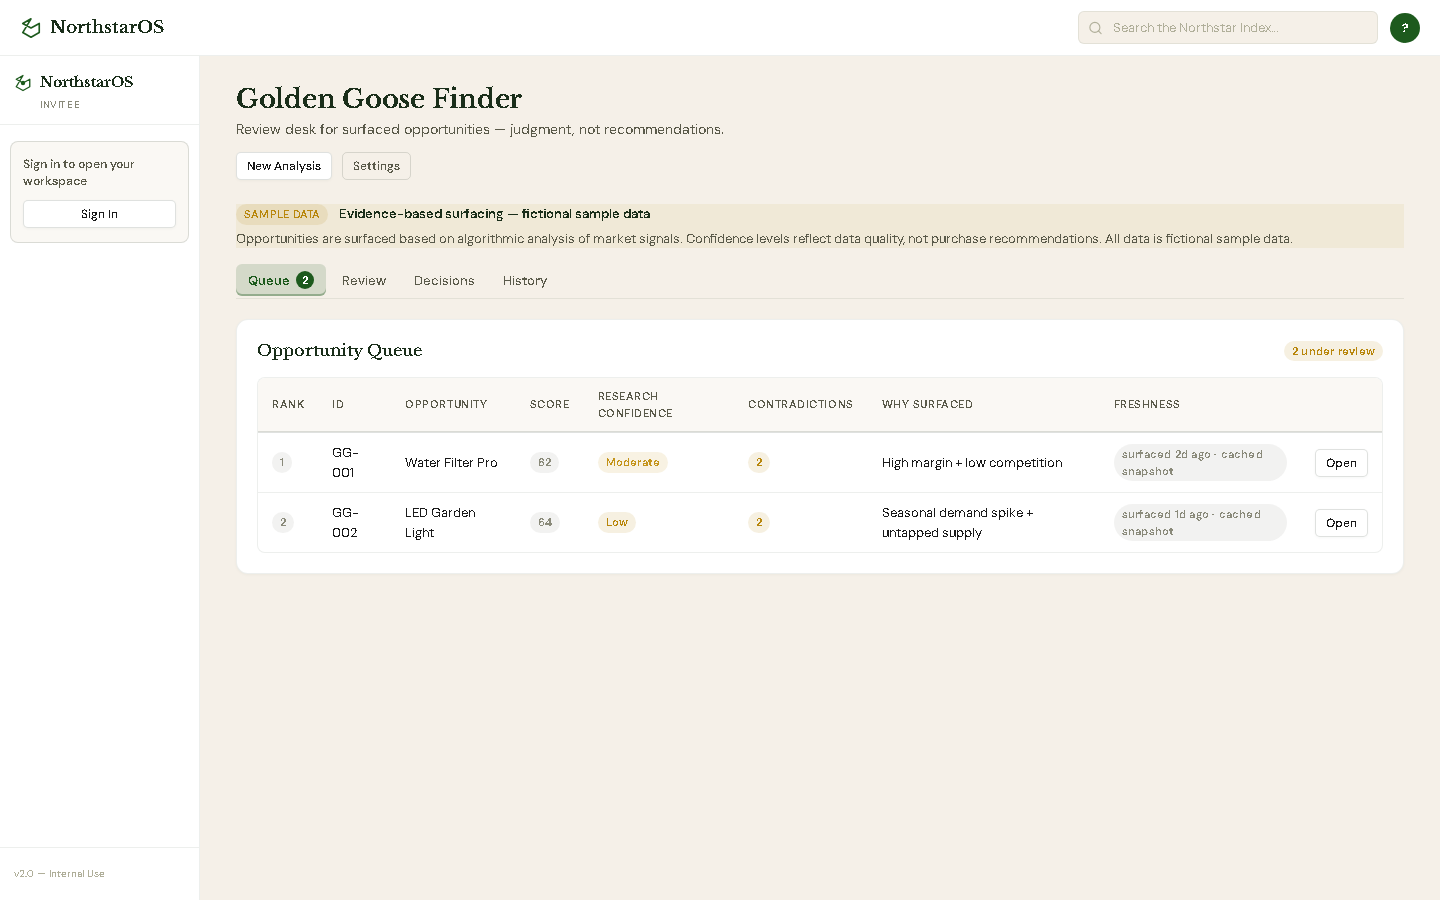 NorthstarOS
Search the Northstar Index...
?
NorthstarOS
INVITEE
Sign in to open your
workspace
Sign In
v2.0 — Internal Use
Golden Goose Finder
Review desk for surfaced opportunities — judgment, not recommendations.
New Analysis
Settings
SAMPLE DATA Evidence-based surfacing — fictional sample data
Opportunities are surfaced based on algorithmic analysis of market signals. Confidence levels reflect data quality, not purchase recommendations. All data is fictional sample data.
Queue 2
Review
Decisions
History
Opportunity Queue
2 under review
RANK ID OPPORTUNITY SCORE RESEARCH CONFIDENCE CONTRADICTIONS WHY SURFACED FRESHNESS
1 GG-001 Water Filter Pro 82 Moderate 2 High margin + low competition surfaced 2d ago · cached snapshot Open
2 GG-002 LED Garden Light 64 Low 2 Seasonal demand spike + untapped supply surfaced 1d ago · cached snapshot Open